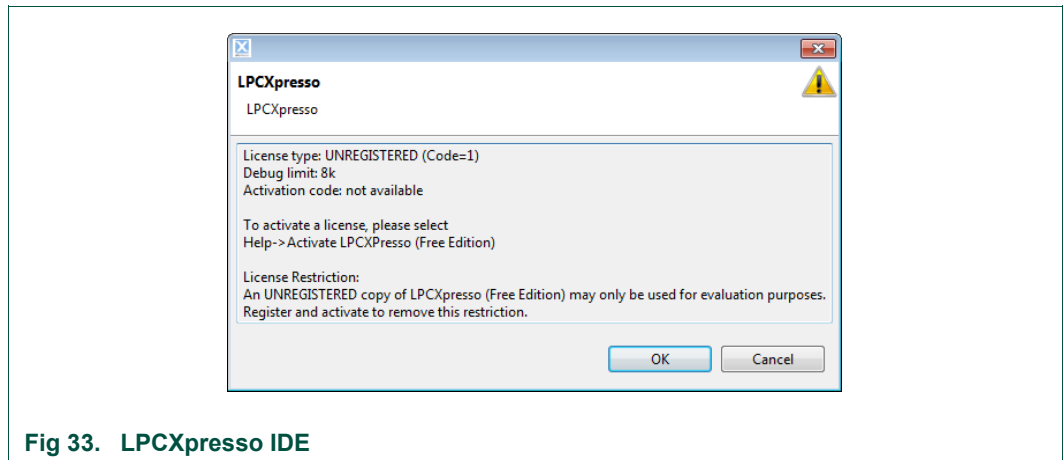 LPCXpresso
LPCXpresso
License type: UNREGISTERED (Code=1)
Debug limit: 8k
Activation code: not available
To activate a license, please select
Help->Activate LPCXPresso (Free Edition)
License Restriction:
An UNREGISTERED copy of LPCXpresso (Free Edition) may only be used for evaluation purposes.
Register and activate to remove this restriction.
OK Cancel
Fig 33. LPCXpresso IDE